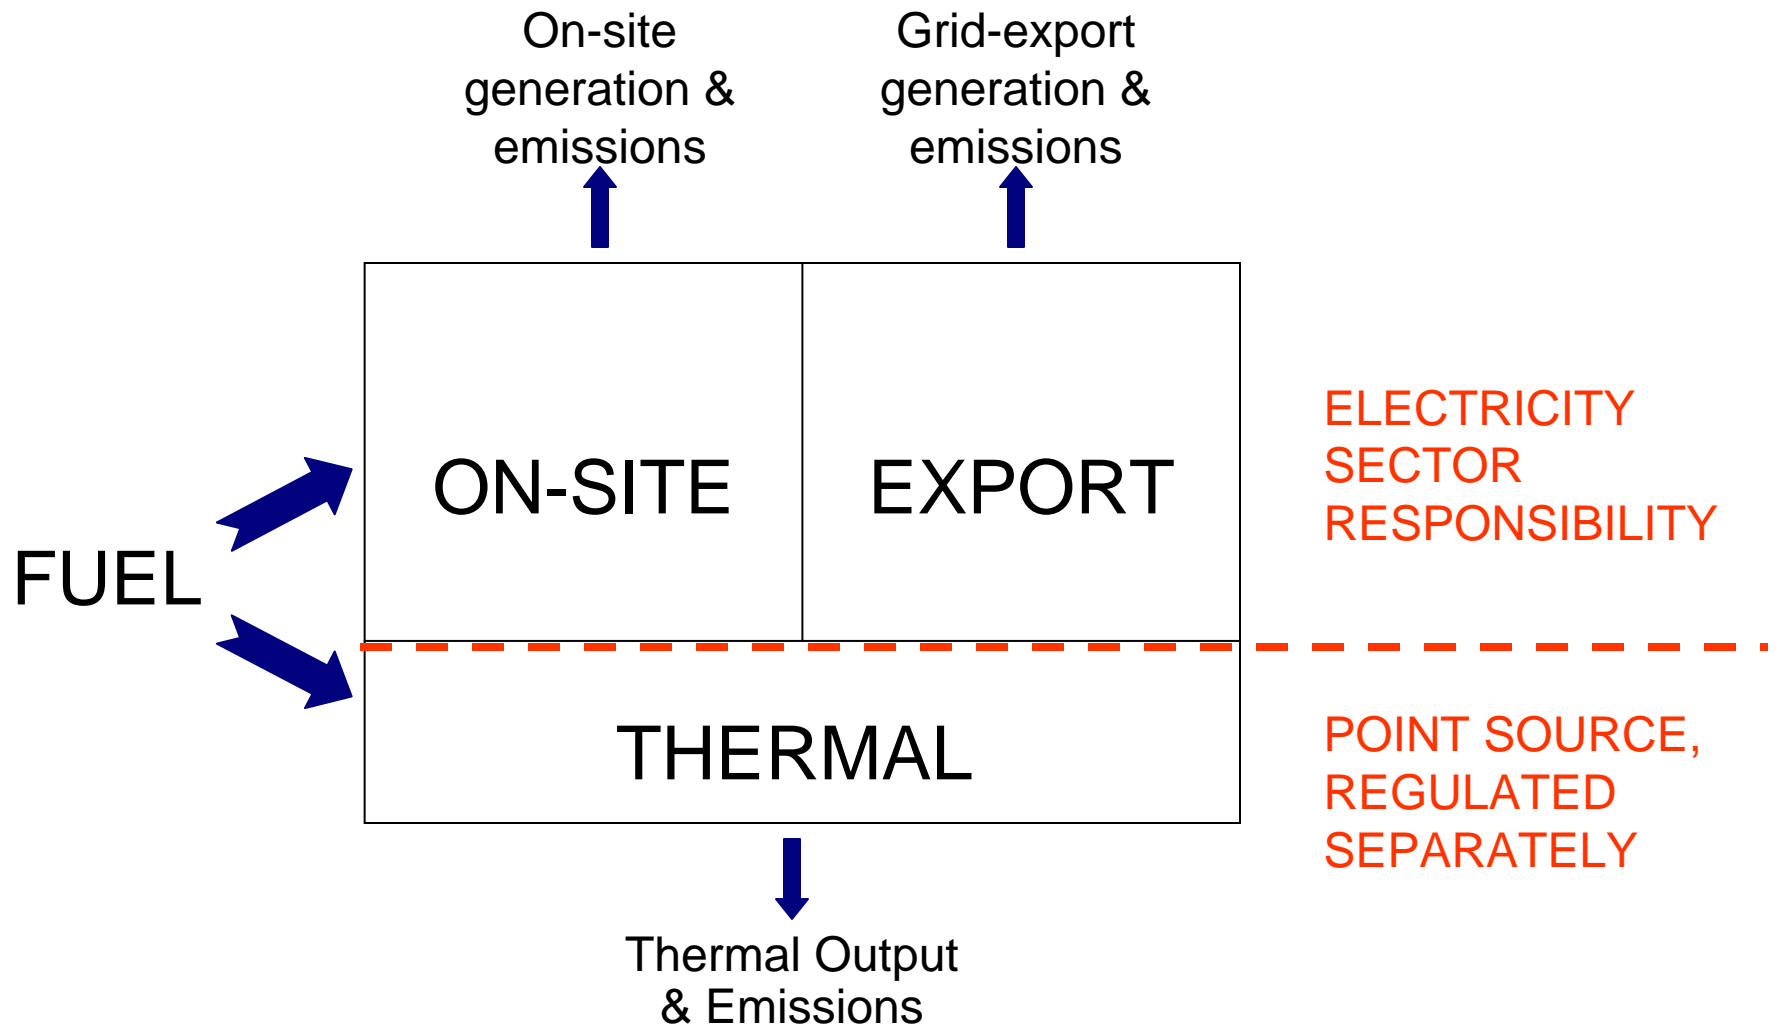 On-site
generation &
emissions
Grid-export
generation &
emissions
ON-SITE
EXPORT
ELECTRICITY
SECTOR
RESPONSIBILITY
FUEL
THERMAL
POINT SOURCE,
REGULATED
SEPARATELY
Thermal Output
& Emissions